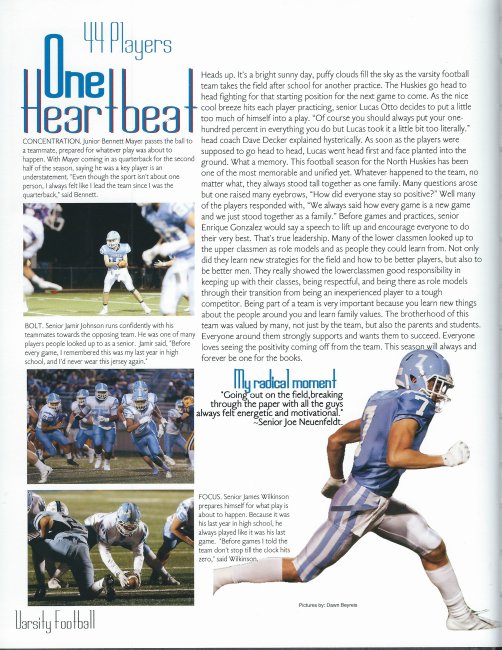 44 Players
One
Heartbeat
CONCENTRATION. Junior Bennett Mayer passes the ball to
a teammate, prepared for whatever play was about to
happen. With Mayer coming in as quarterback for the second
half of the season, saying he was a key player is an
understatement. "Even though the sport isn't about one
person, I always felt like I lead the team since I was the
quarterback," said Bennett.
BOLT. Senior Jamir Johnson runs confidently with his
teammates towards the opposing team. He was one of many
players people looked up to as a senior. Jamir said, "Before
every game, I remembered this was my last year in high
school, and I'd never wear this jersey again."
Heads up. It's a bright sunny day, puffy clouds fill the sky as the varsity football
team takes the field after school for another practice. The Huskies go head to
head fighting for that starting position for the next game to come. As the nice
cool breeze hits each player practicing, senior Lucas Otto decides to put a little
too much of himself into a play. "Of course you should always put your one-
hundred percent in everything you do but Lucas took it a little bit too literally."
head coach Dave Decker explained hysterically. As soon as the players were
supposed to go head to head, Lucas went head first and face planted into the
ground. What a memory. This football season for the North Huskies has been
one of the most memorable and unified yet. Whatever happened to the team, no
matter what, they always stood tall together as one family. Many questions arose
but one raised many eyebrows, "How did everyone stay so positive?" Well many
of the players responded with, "We always said how every game is a new game
and we just stood together as a family." Before games and practices, senior
Enrique Gonzalez would say a speech to lift up and encourage everyone to do
their very best. That's true leadership. Many of the lower classmen looked up to
the upper classmen as role models and as people they could learn from. Not only
did they learn new strategies for the field and how to be better players, but also to
be better men. They really showed the lowerclassmen good responsibility in
keeping up with their classes, being respectful, and being there as role models
through their transition from being an inexperienced player to a tough
competitor. Being part of a team is very important because you learn new things
about the people around you and learn family values. The brotherhood of this
team was valued by many, not just by the team, but also the parents and students.
Everyone around them strongly supports and wants them to succeed. Everyone
loves seeing the positivity coming off from the team. This season will always and
forever be one for the books.
My radical moment
"Going out on the field,breaking
through the paper with all the guys
always felt energetic and motivational."
~Senior Joe Neuenfeldt.
FOCUS. Senior James Wilkinson
prepares himself for what play is
about to happen. Because it was
his last year in high school, he
always played like it was his last
game. "Before games I told the
team don't stop till the clock hits
zero," said Wilkinson.
Pictures by: Dawn Beyreis
Varsity Football